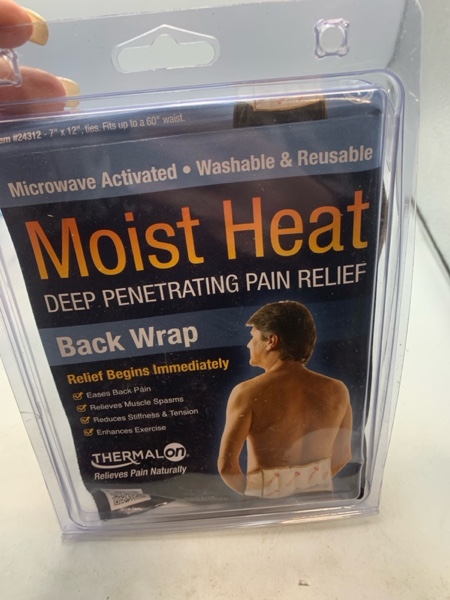 #24312 - 7" x 12", ties. Fits up to a 60" waist.
Microwave Activated • Washable & Reusable
Moist Heat
DEEP PENETRATING PAIN RELIEF
Back Wrap
Relief Begins Immediately
Eases Back Pain
Relieves Muscle Spasms
Reduces Stiffness & Tension
Enhances Exercise
THERMALON®
Relieves Pain Naturally